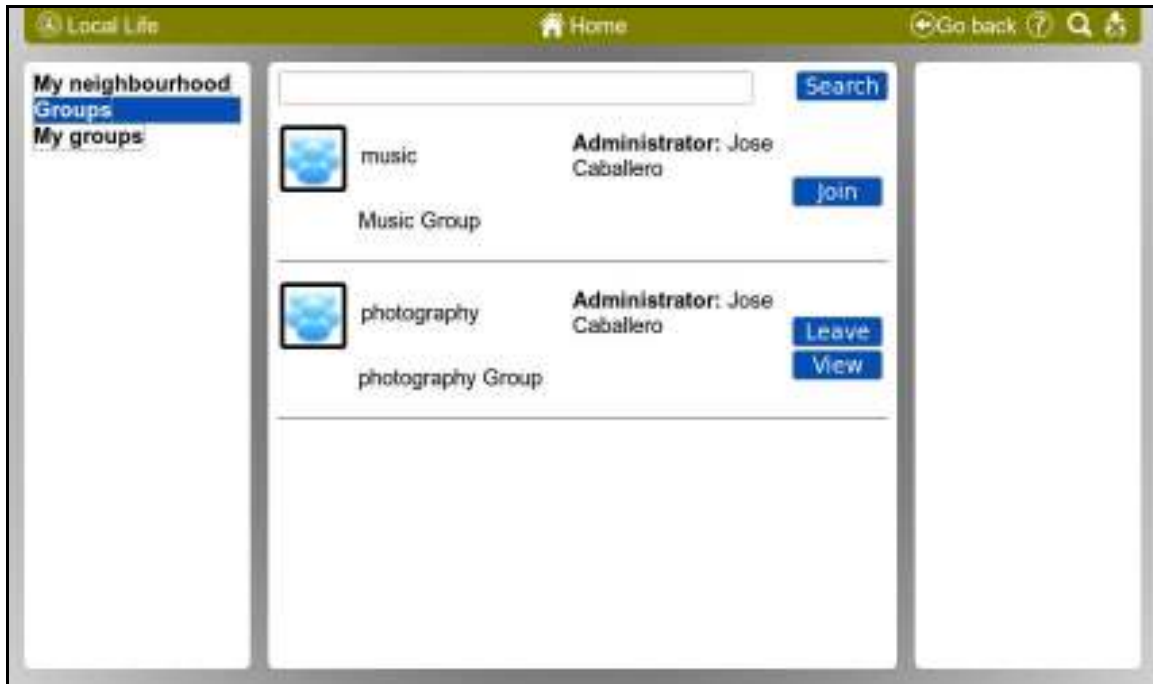 Local Life
Home
Go back
My neighbourhood
Groups
My groups
Search
music
Administrator: Jose
Caballero
Join
Music Group
photography
Administrator: Jose
Caballero
Leave
View
photography Group